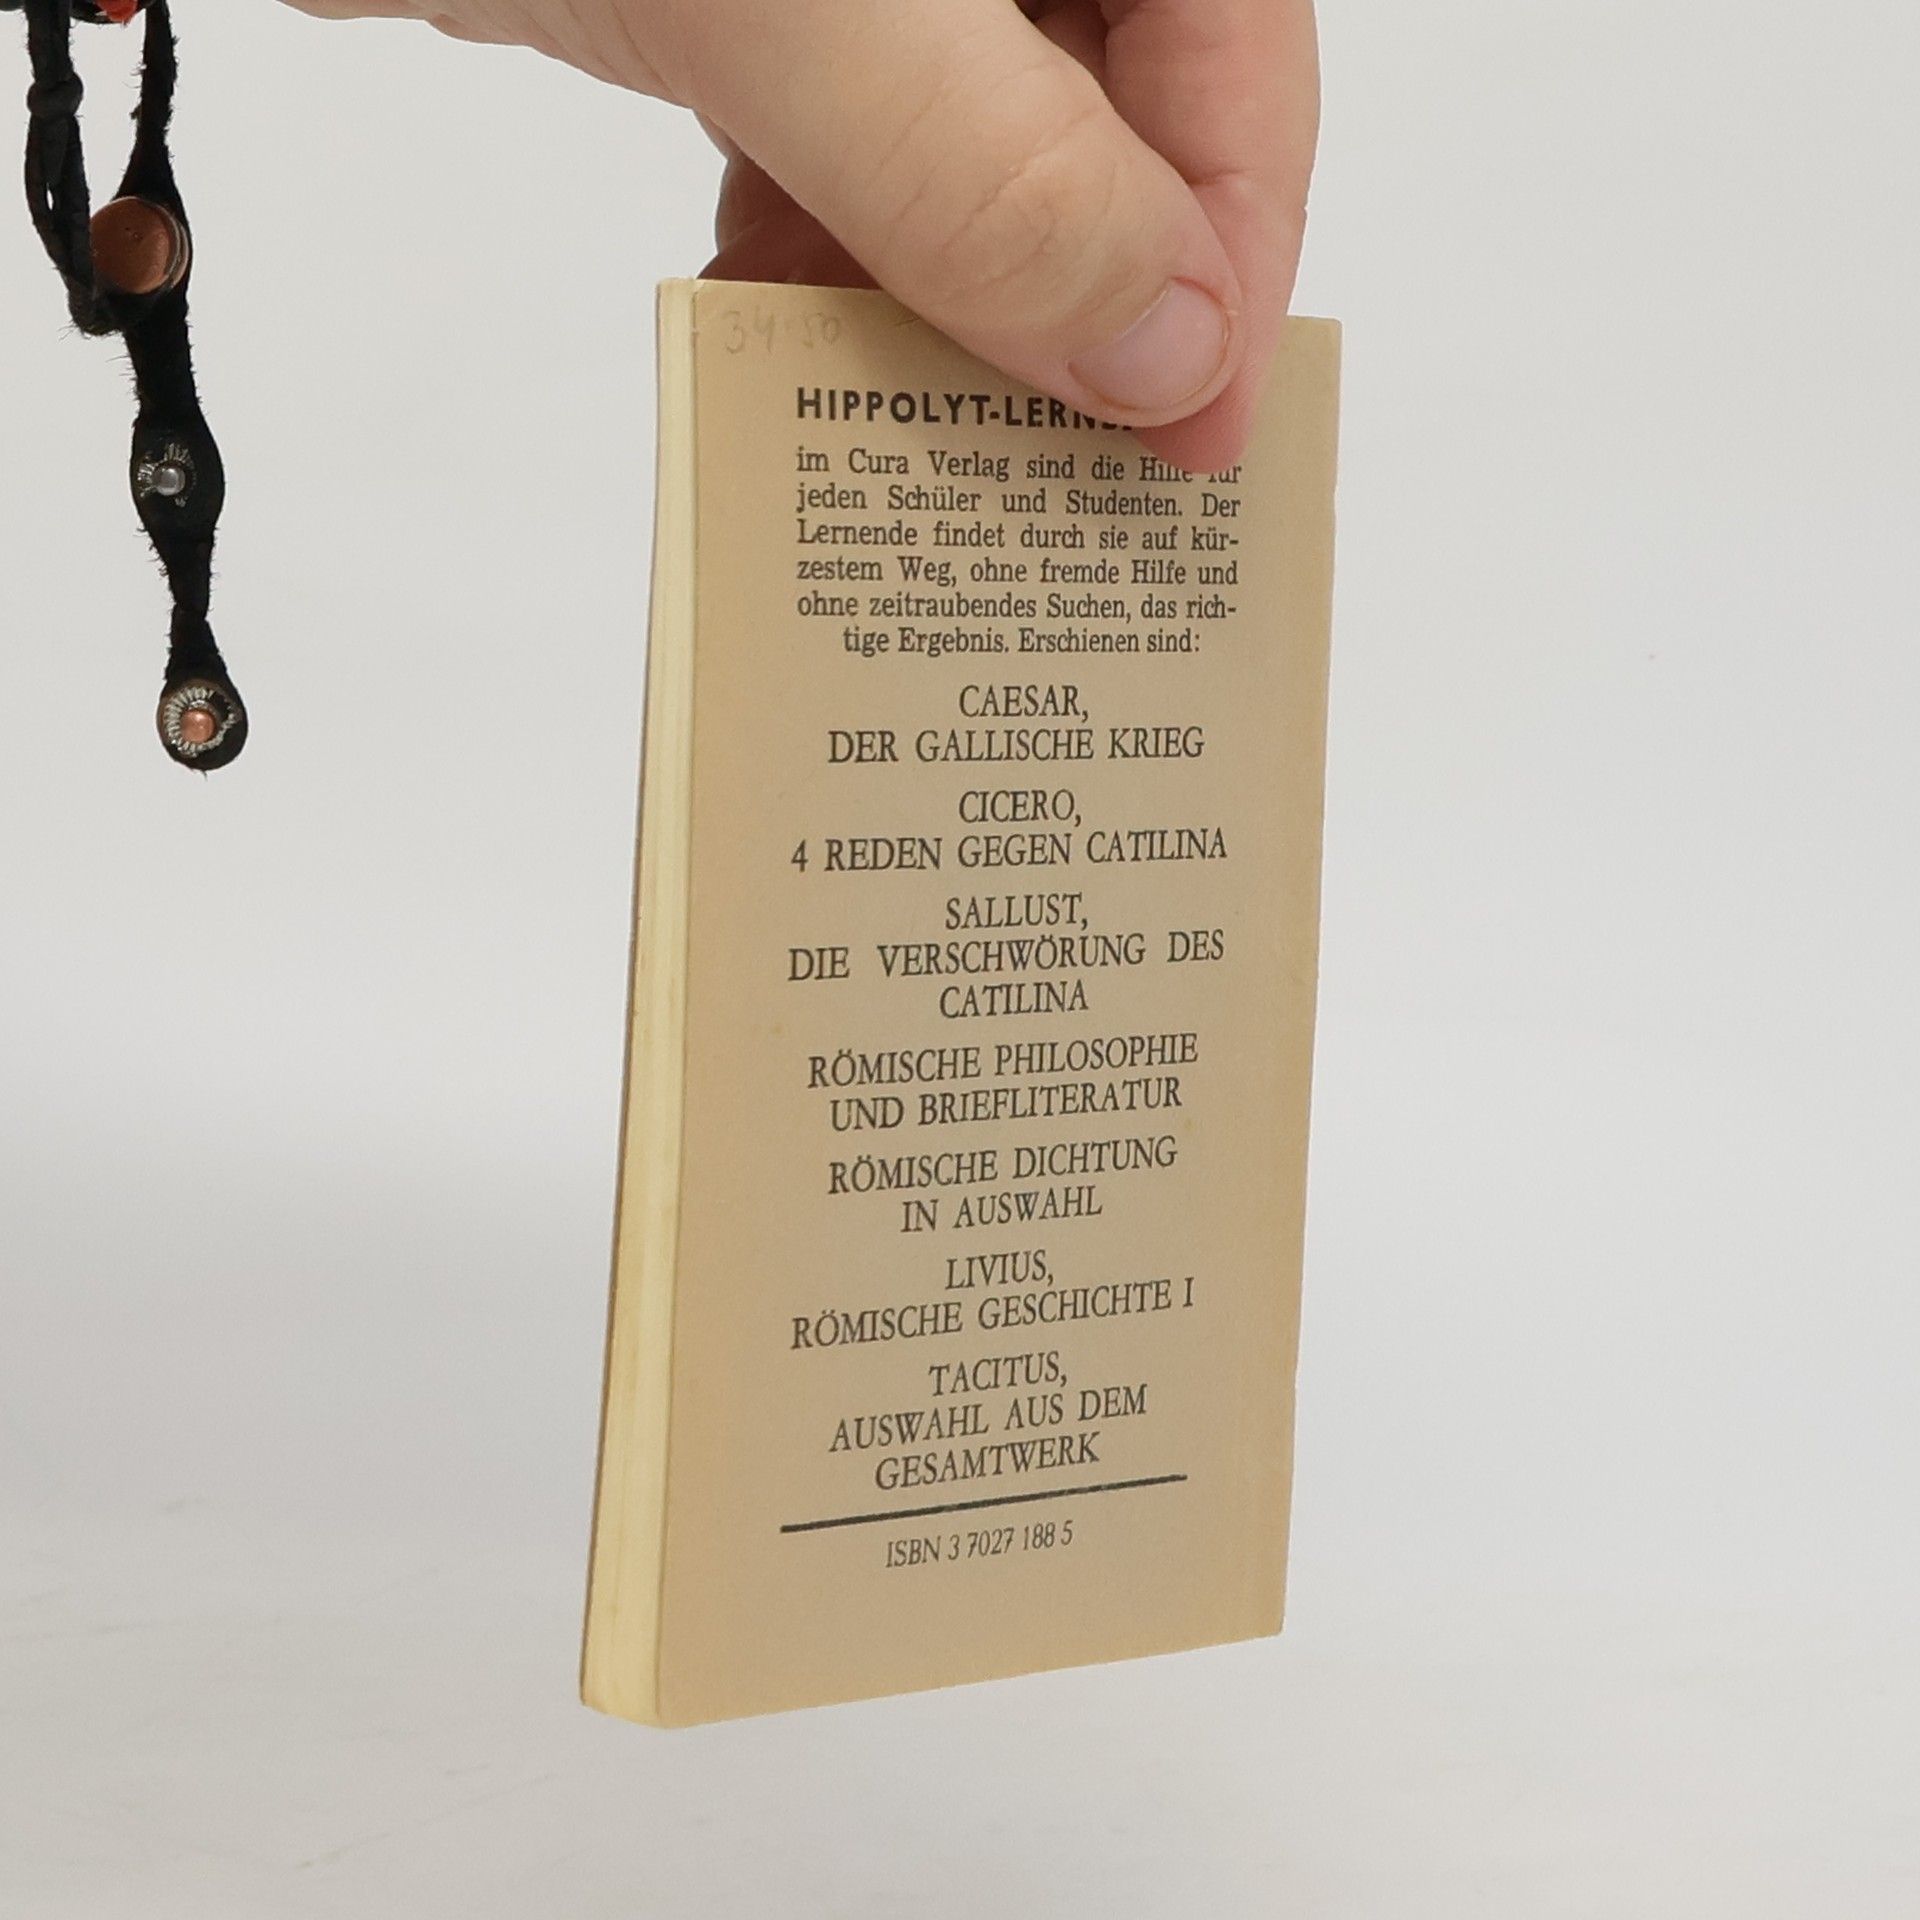 34.50
HIPPOLYT-
im Cura Verlag sind die Hilfe für
jeden Schüler und Studenten. Der
Lernende findet durch sie auf kür-
zestem Weg, ohne fremde Hilfe und
ohne zeitraubendes Suchen, das rich-
tige Ergebnis. Erschienen sind:
CAESAR,
DER GALLISCHE KRIEG
CICERO,
4 REDEN GEGEN CATILINA
SALLUST,
DIE VERSCHWÖRUNG DES
CATILINA
RÖMISCHE PHILOSOPHIE
UND BRIEFLITERATUR
RÖMISCHE DICHTUNG
IN AUSWAHL
LIVIUS,
RÖMISCHE GESCHICHTE I
TACITUS,
AUSWAHL AUS DEM
GESAMTWERK
ISBN 3 7027 188 5